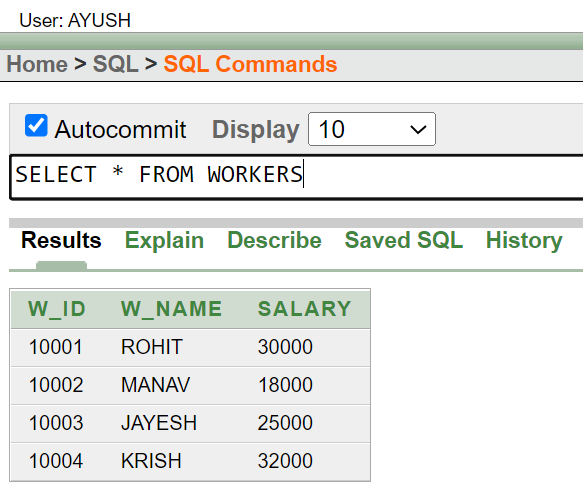 User: AYUSH
Home > SQL > SQL Commands
Autocommit Display 10
SELECT * FROM WORKERS
Results Explain Describe Saved SQL History
W_ID W_NAME SALARY
10001 ROHIT 30000
10002 MANAV 18000
10003 JAYESH 25000
10004 KRISH 32000